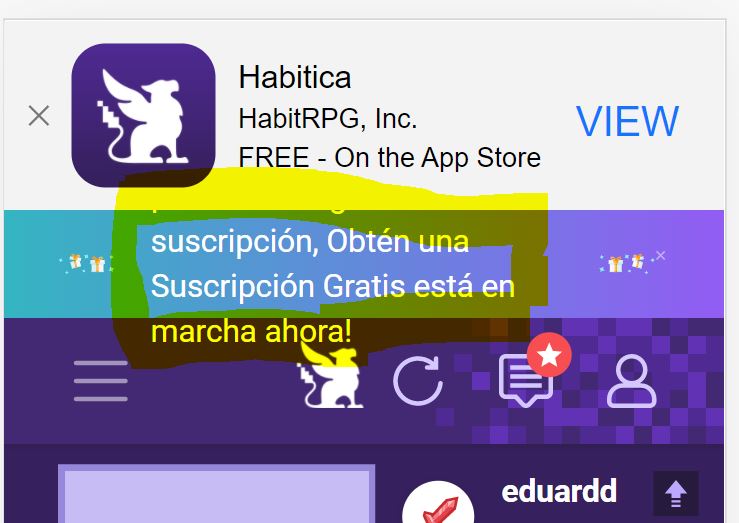 Habitica
HabitRPG, Inc.
FREE - On the App Store
VIEW
suscripción, Obtén una
Suscripción Gratis está en
marcha ahora!
eduardd